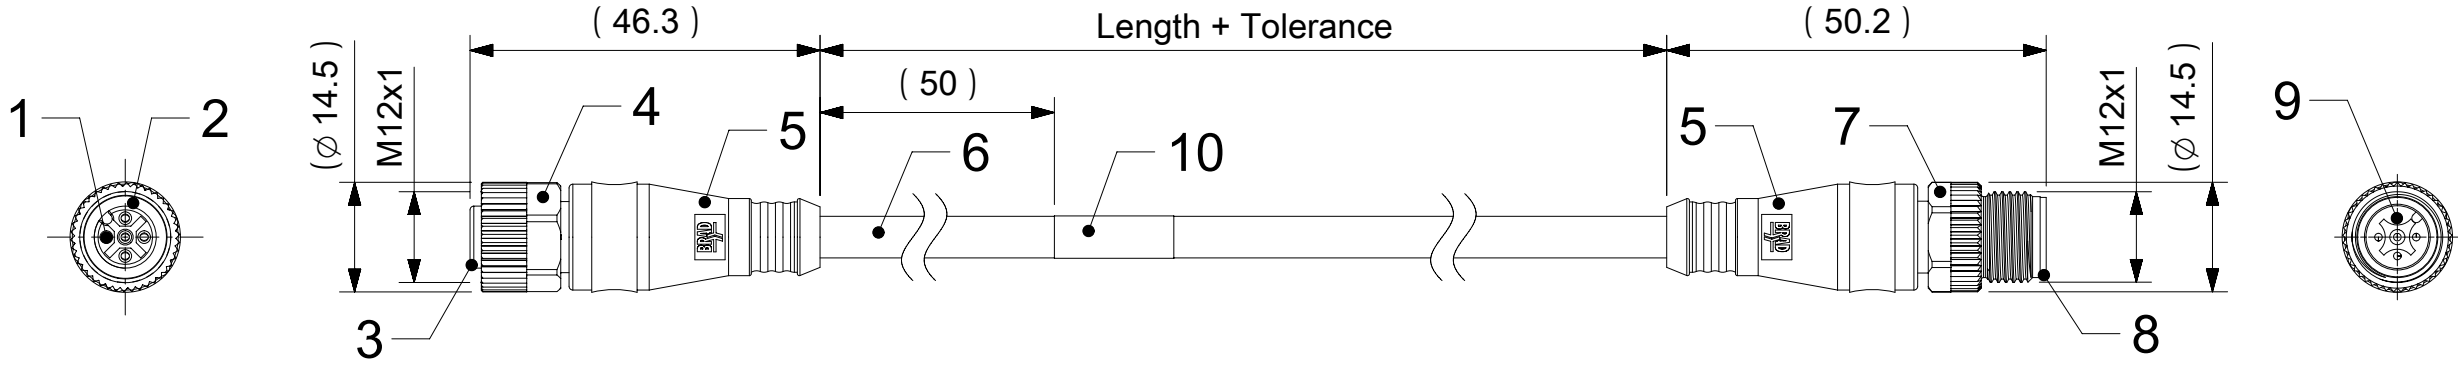 ( 46.3 )
Length + Tolerance
( 50.2 )
( 50 )
(⌀ 14.5 )
M12x1
M12x1
(⌀ 14.5 )
1
2
4
5
6
10
5
7
9
3
8
BRAD
BRAD